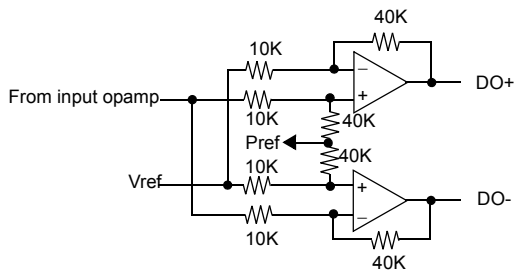 40K
10K
−
DO+
From input opamp
+
10K
40K
Pref
40K
10K
Vref
+
DO-
−
10K
40K